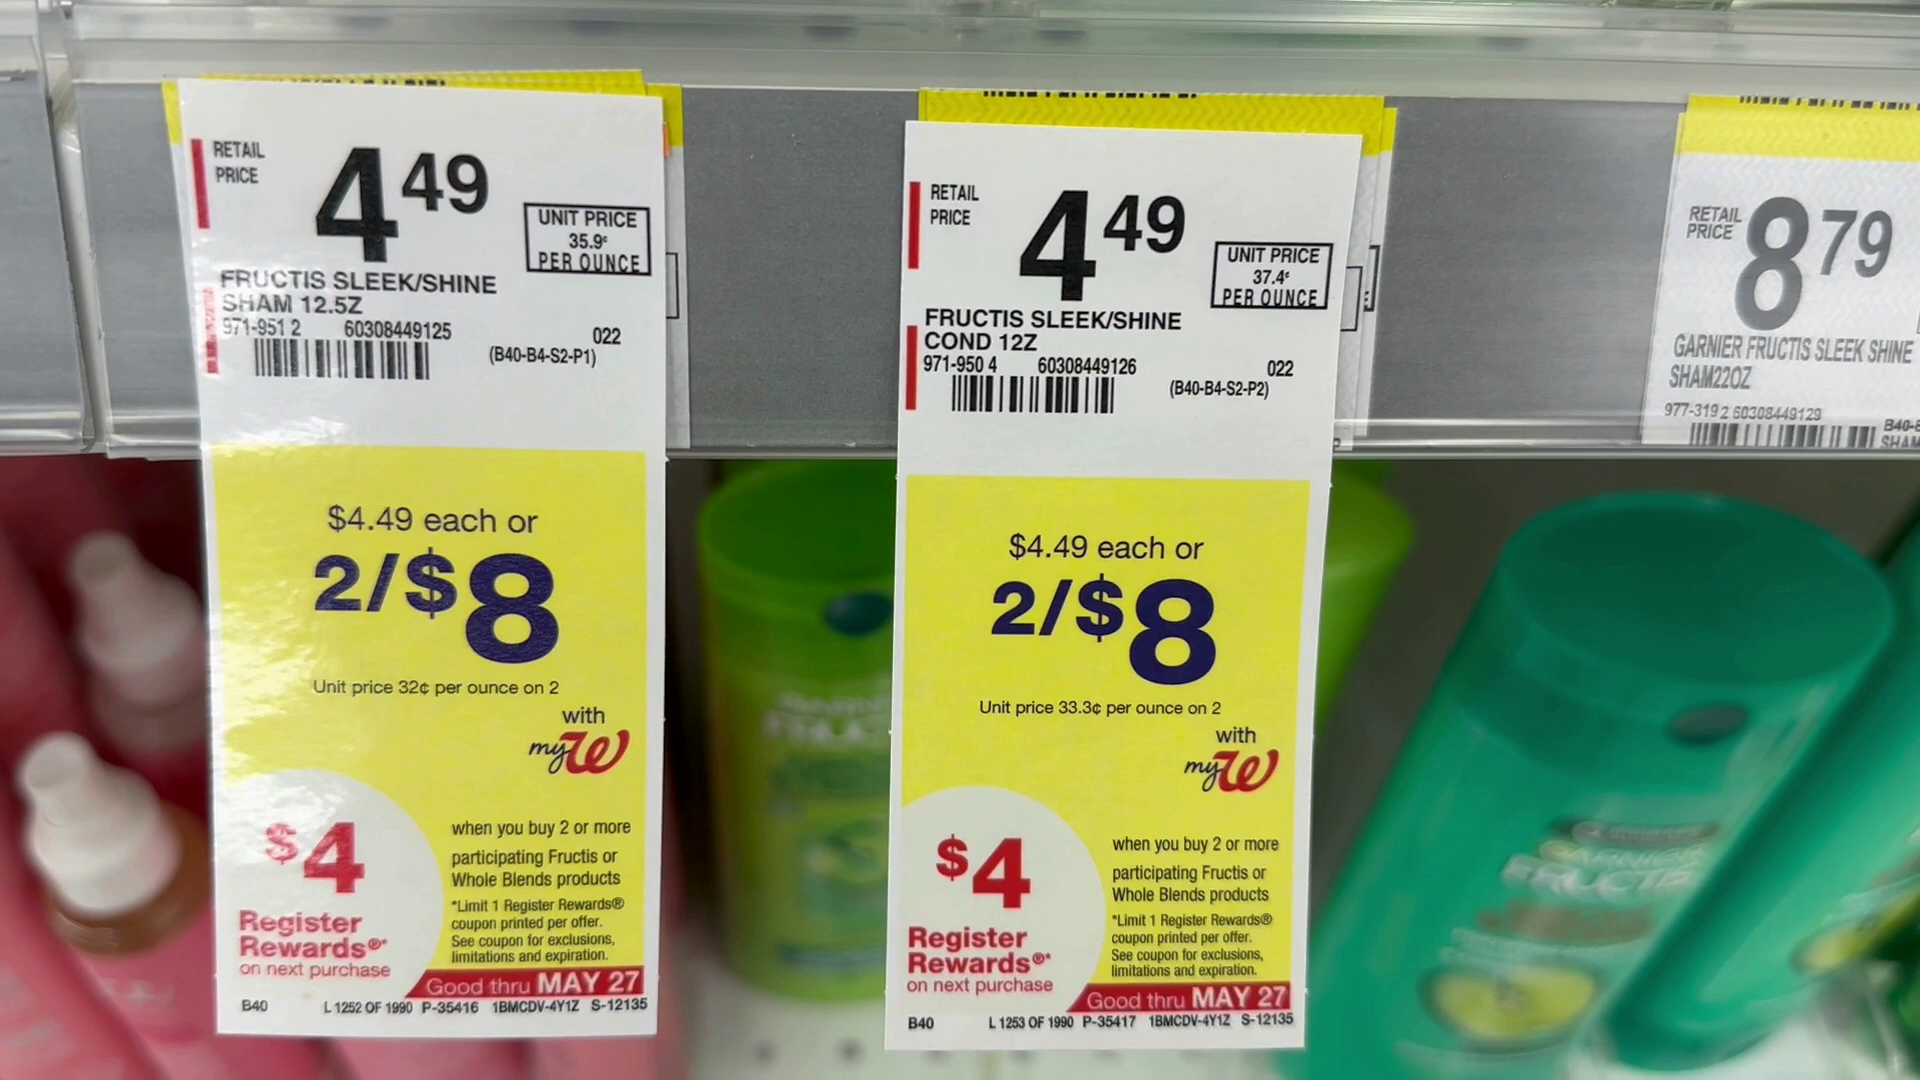 RETAIL
PRICE
4 49
UNIT PRICE
35.9¢
PER OUNCE
FRUCTIS SLEEK/SHINE
SHAM 12.5Z
971-951 2 60308449125
022
(B40-B4-S2-P1)
$4.49 each or
2/$8
Unit price 32¢ per ounce on 2
with
myW
$4
Register
Rewards®*
on next purchase
when you buy 2 or more
participating Fructis or
Whole Blends products
*Limit 1 Register Rewards®
coupon printed per offer.
See coupon for exclusions,
limitations and expiration.
Good thru MAY 27
B40 L 1252 OF 1990 P-35416 1BMCDV-4Y1Z S-12135
RETAIL
PRICE
4 49
UNIT PRICE
37.4¢
PER OUNCE
FRUCTIS SLEEK/SHINE
COND 12Z
971-950 4 60308449126
022
(B40-B4-S2-P2)
$4.49 each or
2/$8
Unit price 33.3¢ per ounce on 2
with
myW
$4
Register
Rewards®*
on next purchase
when you buy 2 or more
participating Fructis or
Whole Blends products
*Limit 1 Register Rewards®
coupon printed per offer.
See coupon for exclusions,
limitations and expiration.
Good thru MAY 27
B40 L 1253 OF 1990 P-35417 1BMCDV-4Y1Z S-12135
RETAIL
PRICE
8 79
GARNIER FRUCTIS SLEEK SHINE
SHAM22OZ
977-319 2 60308449129
SHAM
FRUCTIS